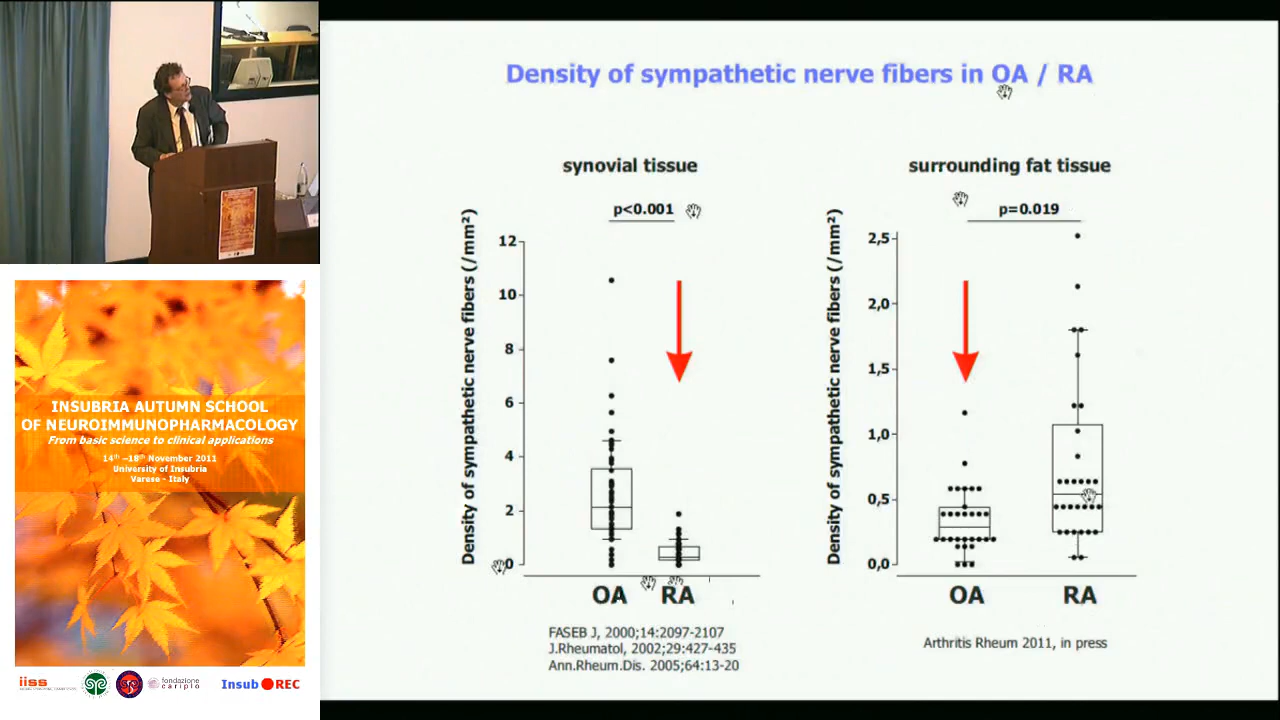 Density of sympathetic nerve fibers in OA / RA
synovial tissue
p<0.001
Density of sympathetic nerve fibers (/mm²)
12
10
8
6
4
2
0
OA RA
FASEB J, 2000;14:2097-2107
J.Rheumatol, 2002;29:427-435
Ann.Rheum.Dis. 2005;64:13-20
surrounding fat tissue
p=0.019
Density of sympathetic nerve fibers (/mm²)
2,5
2,0
1,5
1,0
0,5
0,0
OA RA
Arthritis Rheum 2011, in press
INSUBRIA AUTUMN SCHOOL
OF NEUROIMMUNOPHARMACOLOGY
From basic science to clinical applications
14th –18th November 2011
University of Insubria
Varese - Italy
iiss
fondazione
cariplo
Insub REC